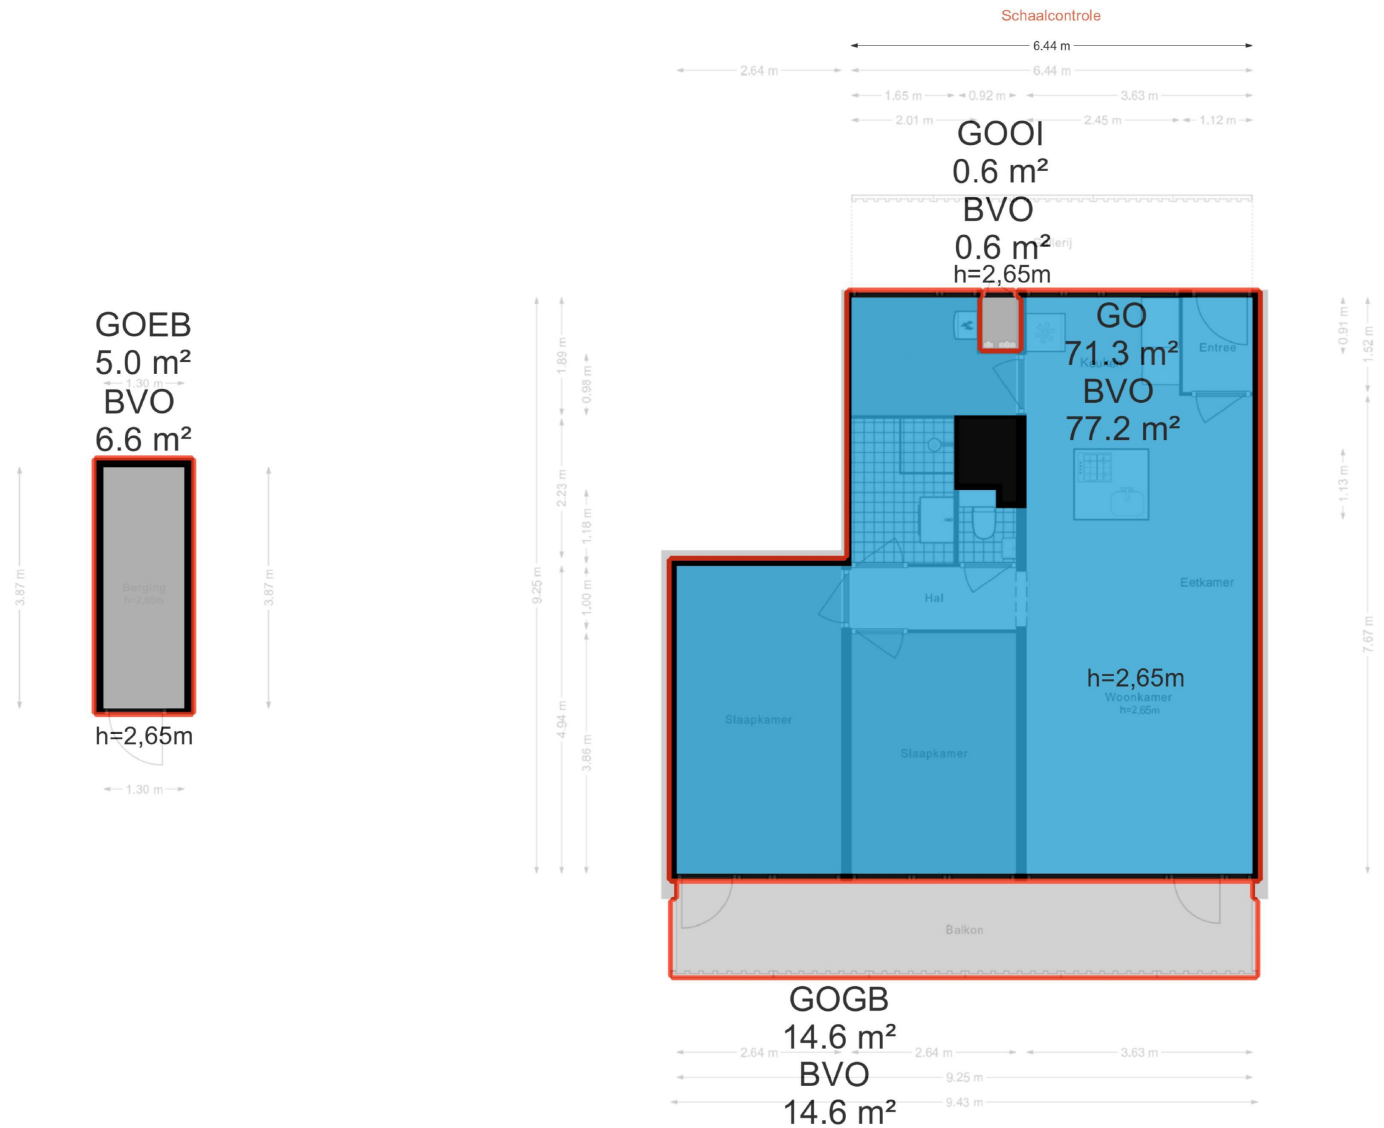 Schaalcontrole
6.44 m
2.64 m
6.44 m
1.65 m
0.92 m
3.63 m
2.01 m
2.45 m
1.12 m
GOOI
0.6 m²
BVO
0.6 m²
h=2,65m
GOEB
5.0 m²
1.30 m
BVO
6.6 m²
Berging
h=2,65m
1.30 m
3.87 m
3.87 m
9.25 m
1.89 m
0.98 m
2.23 m
1.18 m
1.00 m
4.94 m
3.86 m
GO
71.3 m²
BVO
77.2 m²
Entree
Eetkamer
Hal
h=2,65m
Woonkamer
h=2,65m
Slaapkamer
Slaapkamer
Balkon
0.91 m
1.52 m
1.13 m
7.67 m
GOGB
14.6 m²
2.64 m
2.64 m
3.63 m
BVO
9.25 m
14.6 m²
9.43 m